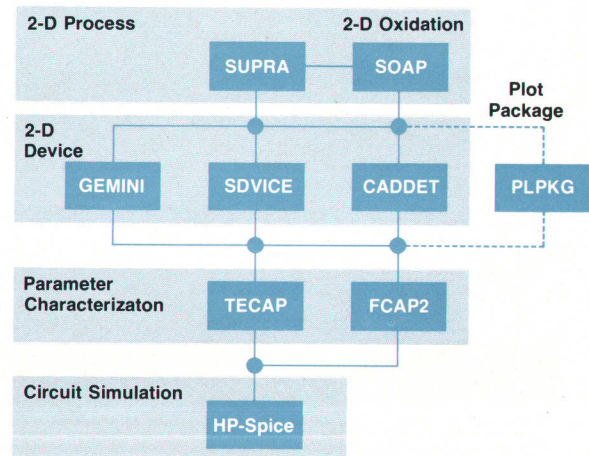 2-D Process
2-D Oxidation
SUPRA
SOAP
Plot
Package
2-D
Device
GEMINI
SDVICE
CADDET
PLPKG
Parameter
Characterizaton
TECAP
FCAP2
Circuit Simulation
HP-Spice